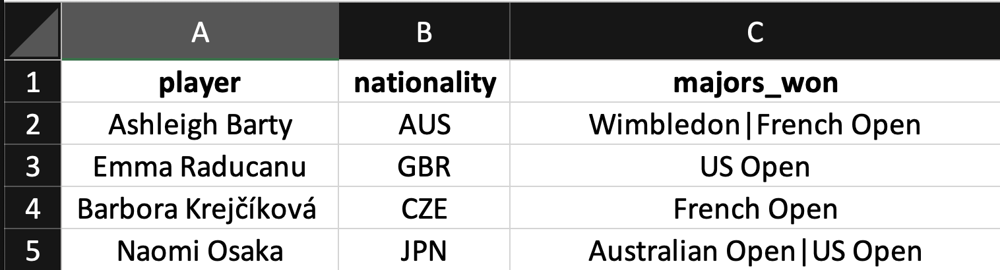 A B C
1 player nationality majors_won
2 Ashleigh Barty AUS Wimbledon|French Open
3 Emma Raducanu GBR US Open
4 Barbora Krejčíková CZE French Open
5 Naomi Osaka JPN Australian Open|US Open